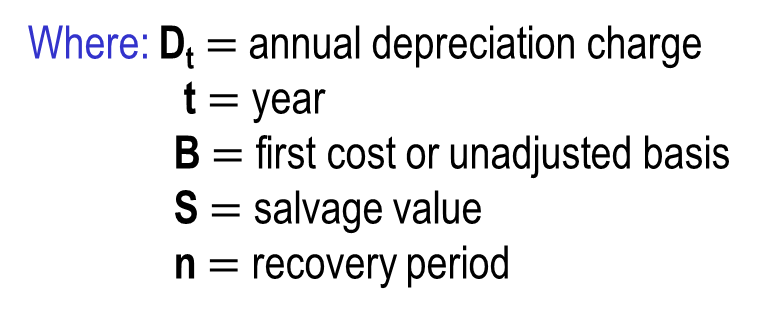 Where: Dₜ = annual depreciation charge
t = year
B = first cost or unadjusted basis
S = salvage value
n = recovery period